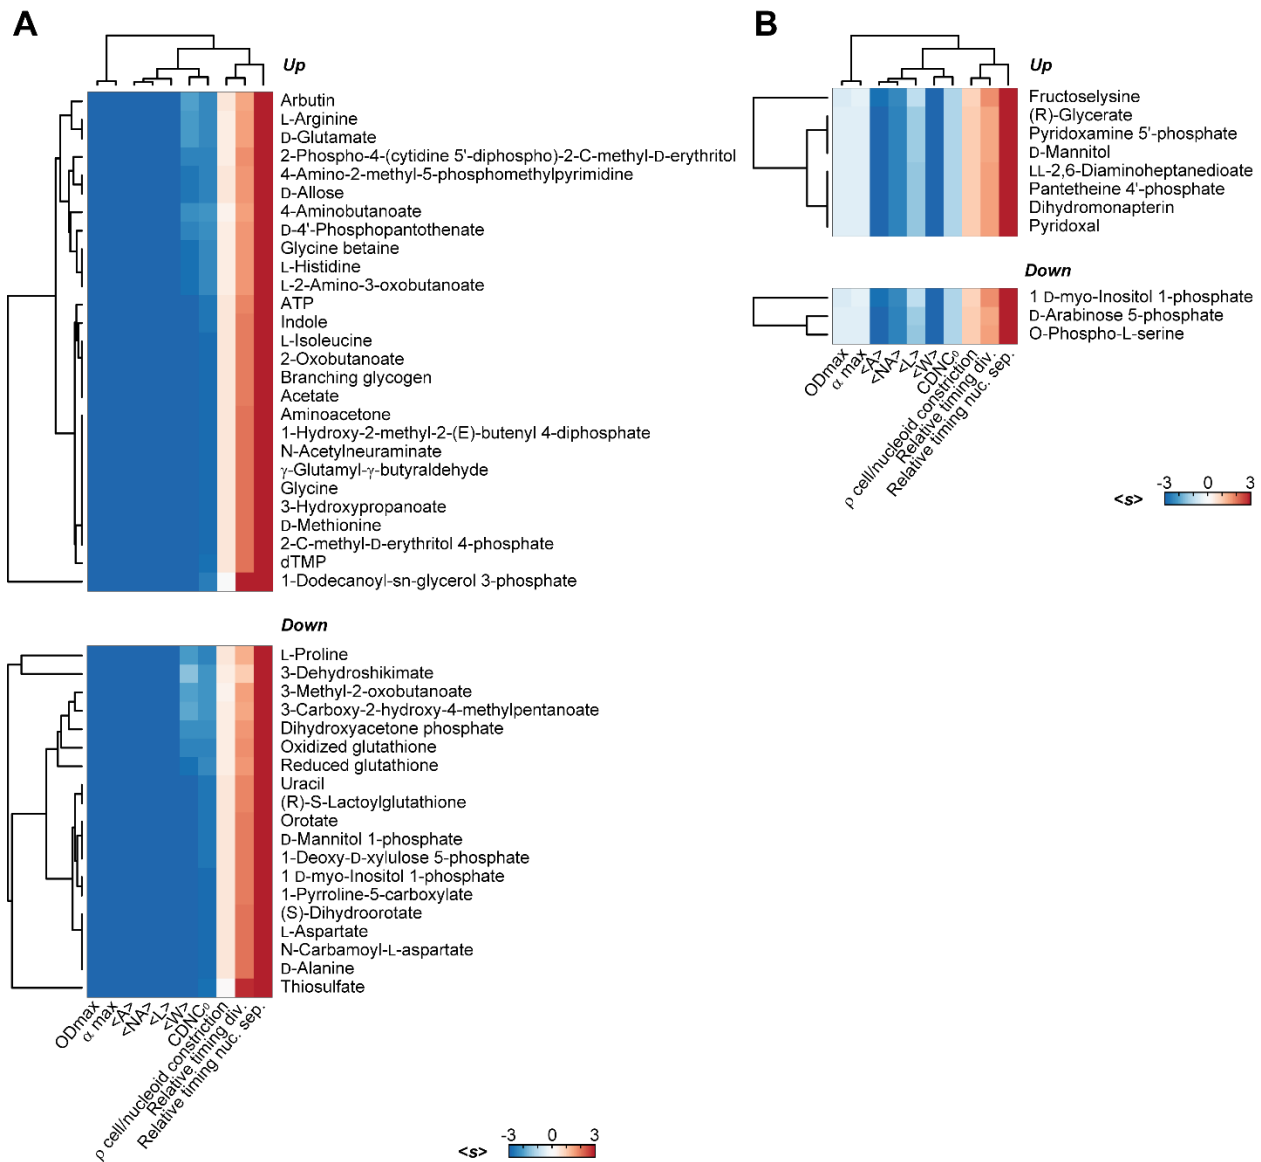 A
Up
Arbutin
L-Arginine
D-Glutamate
2-Phospho-4-(cytidine 5'-diphospho)-2-C-methyl-D-erythritol
4-Amino-2-methyl-5-phosphomethylpyrimidine
D-Allose
4-Aminobutanoate
D-4'-Phosphopantothenate
Glycine betaine
L-Histidine
L-2-Amino-3-oxobutanoate
ATP
Indole
L-Isoleucine
2-Oxobutanoate
Branching glycogen
Acetate
Aminoacetone
1-Hydroxy-2-methyl-2-(E)-butenyl 4-diphosphate
N-Acetylneuraminate
γ-Glutamyl-γ-butyraldehyde
Glycine
3-Hydroxypropanoate
D-Methionine
2-C-methyl-D-erythritol 4-phosphate
dTMP
1-Dodecanoyl-sn-glycerol 3-phosphate
Down
L-Proline
3-Dehydroshikimate
3-Methyl-2-oxobutanoate
3-Carboxy-2-hydroxy-4-methylpentanoate
Dihydroxyacetone phosphate
Oxidized glutathione
Reduced glutathione
Uracil
(R)-S-Lactoylglutathione
Orotate
D-Mannitol 1-phosphate
1-Deoxy-D-xylulose 5-phosphate
1 D-myo-Inositol 1-phosphate
1-Pyrroline-5-carboxylate
(S)-Dihydroorotate
L-Aspartate
N-Carbamoyl-L-aspartate
D-Alanine
Thiosulfate
ODmax
α max
<A>
<NA>
<L>
<W>
CDNC0
ρ cell/nucleoid constriction
Relative timing div.
Relative timing nuc. sep.
-3 0 3
<s>
B
Up
Fructoselysine
(R)-Glycerate
Pyridoxamine 5'-phosphate
D-Mannitol
LL-2,6-Diaminoheptanedioate
Pantetheine 4'-phosphate
Dihydromonapterin
Pyridoxal
Down
1 D-myo-Inositol 1-phosphate
D-Arabinose 5-phosphate
O-Phospho-L-serine
ODmax
α max
<A>
<NA>
<L>
<W>
CDNC0
ρ cell/nucleoid constriction
Relative timing div.
Relative timing nuc. sep.
-3 0 3
<s>